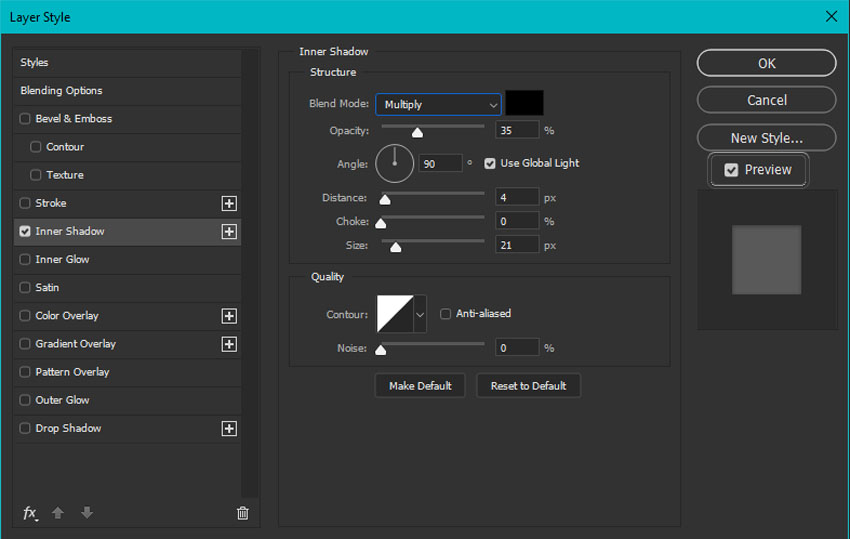 Layer Style
Styles
Blending Options
Bevel & Emboss
Contour
Texture
Stroke
Inner Shadow
Inner Glow
Satin
Color Overlay
Gradient Overlay
Pattern Overlay
Outer Glow
Drop Shadow
fx
Inner Shadow
Structure
Blend Mode: Multiply
Opacity: 35 %
Angle: 90 ° Use Global Light
Distance: 4 px
Choke: 0 %
Size: 21 px
Quality
Contour: Anti-aliased
Noise: 0 %
Make Default Reset to Default
OK
Cancel
New Style...
Preview